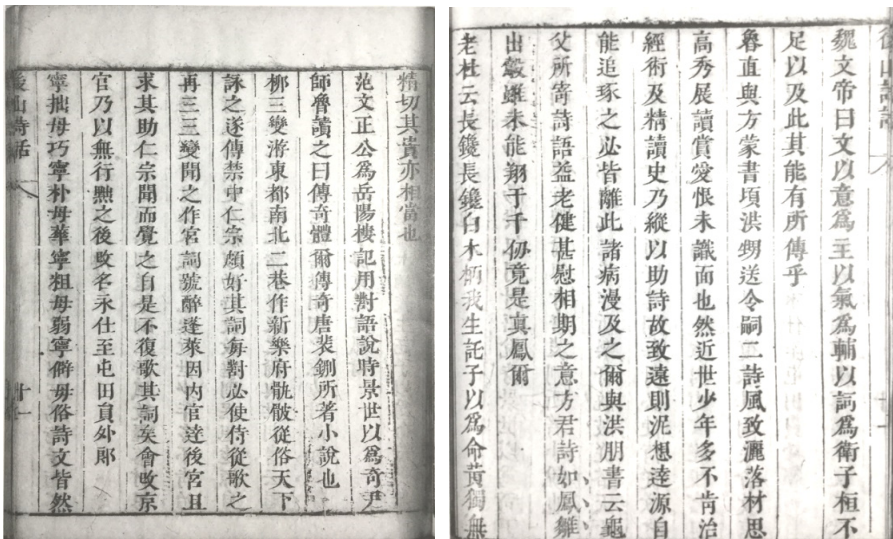 精切其貴亦相當也
范文正公爲岳陽樓記用對語說時景世以爲奇尹
師魯讀之曰傳奇體爾傳奇唐裴鉶所著小說也
柳三變游東都南北二巷作新樂府骫骳從俗天下
詠之遂傳禁中仁宗頗好其詞每對必使侍從歌之
再三三變聞之作宮詞號醉蓬萊因內官達後宮且
求其助仁宗聞而覺之自是不復歌其詞矣會改京
官乃以無行黜之後改名永仕至屯田員外郎
寧拙毋巧寧朴毋華寧粗毋弱寧僻毋俗詩文皆然
後山詩話 十一
後山詩話
魏文帝曰文以意爲主以氣爲輔以詞爲衛子桓不
足以及此其能有所傳乎
魯直與方蒙書頃洪甥送令嗣二詩風致灑落材思
高秀展讀賞愛恨未識面也然近世少年多不肯治
經術及精讀史乃縱以助詩故致遠則泥想達源自
能追琢之必皆離此諸病漫及之爾與洪朋書云龜
父所寄詩語益老健甚慰相期之意方君詩如鳳雛
出鷇雖未能翔于千仞竟是真鳳爾
老杜云長鑱長鑱白木柄我生託子以爲命黃獨無